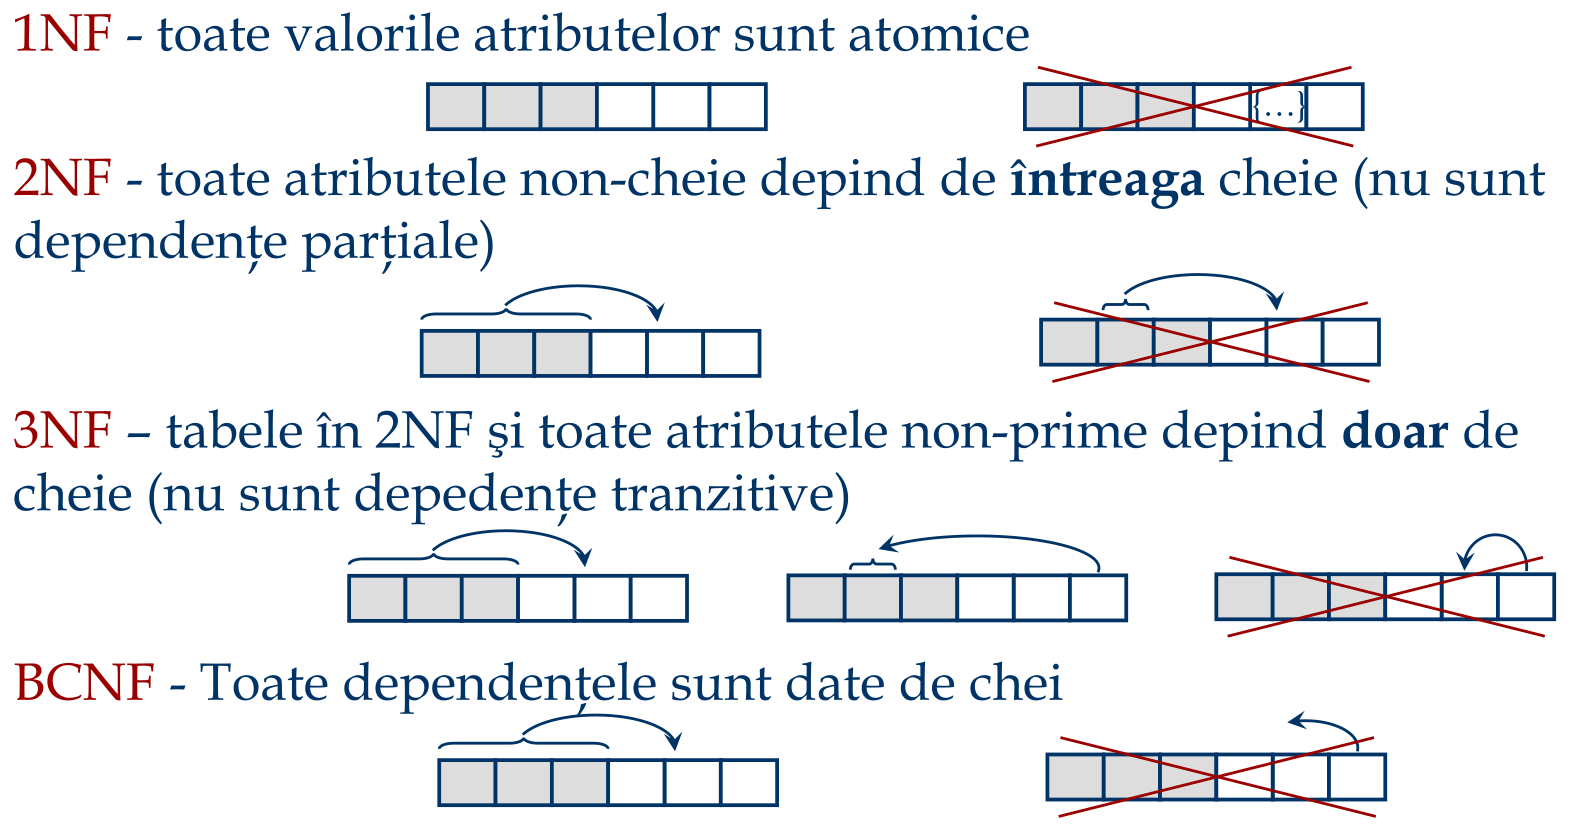 1NF - toate valorile atributelor sunt atomice
{…}
2NF - toate atributele non-cheie depind de întreaga cheie (nu sunt
dependențe parțiale)
3NF – tabele în 2NF şi toate atributele non-prime depind doar de
cheie (nu sunt depedențe tranzitive)
BCNF - Toate dependențele sunt date de chei